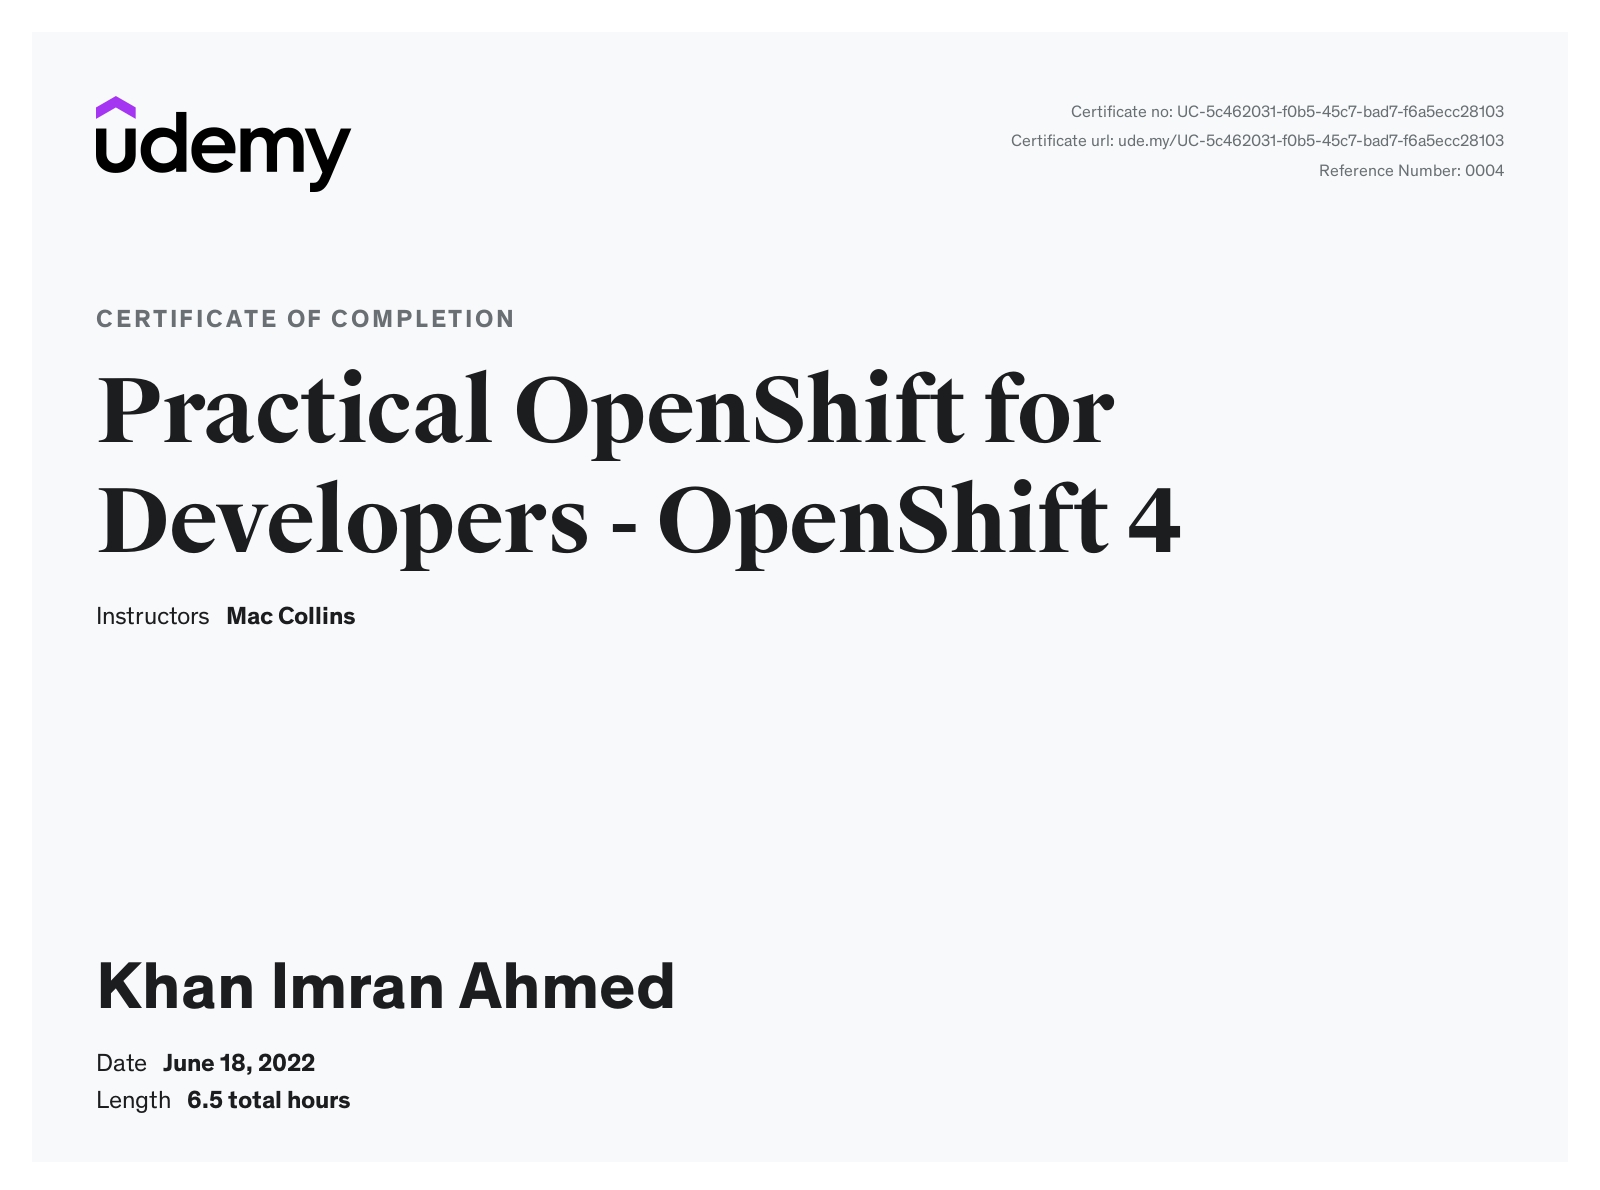 udemy
Certificate no: UC-5c462031-f0b5-45c7-bad7-f6a5ecc28103
Certificate url: ude.my/UC-5c462031-f0b5-45c7-bad7-f6a5ecc28103
Reference Number: 0004
CERTIFICATE OF COMPLETION
Practical OpenShift for
Developers - OpenShift 4
Instructors Mac Collins
Khan Imran Ahmed
Date June 18, 2022
Length 6.5 total hours